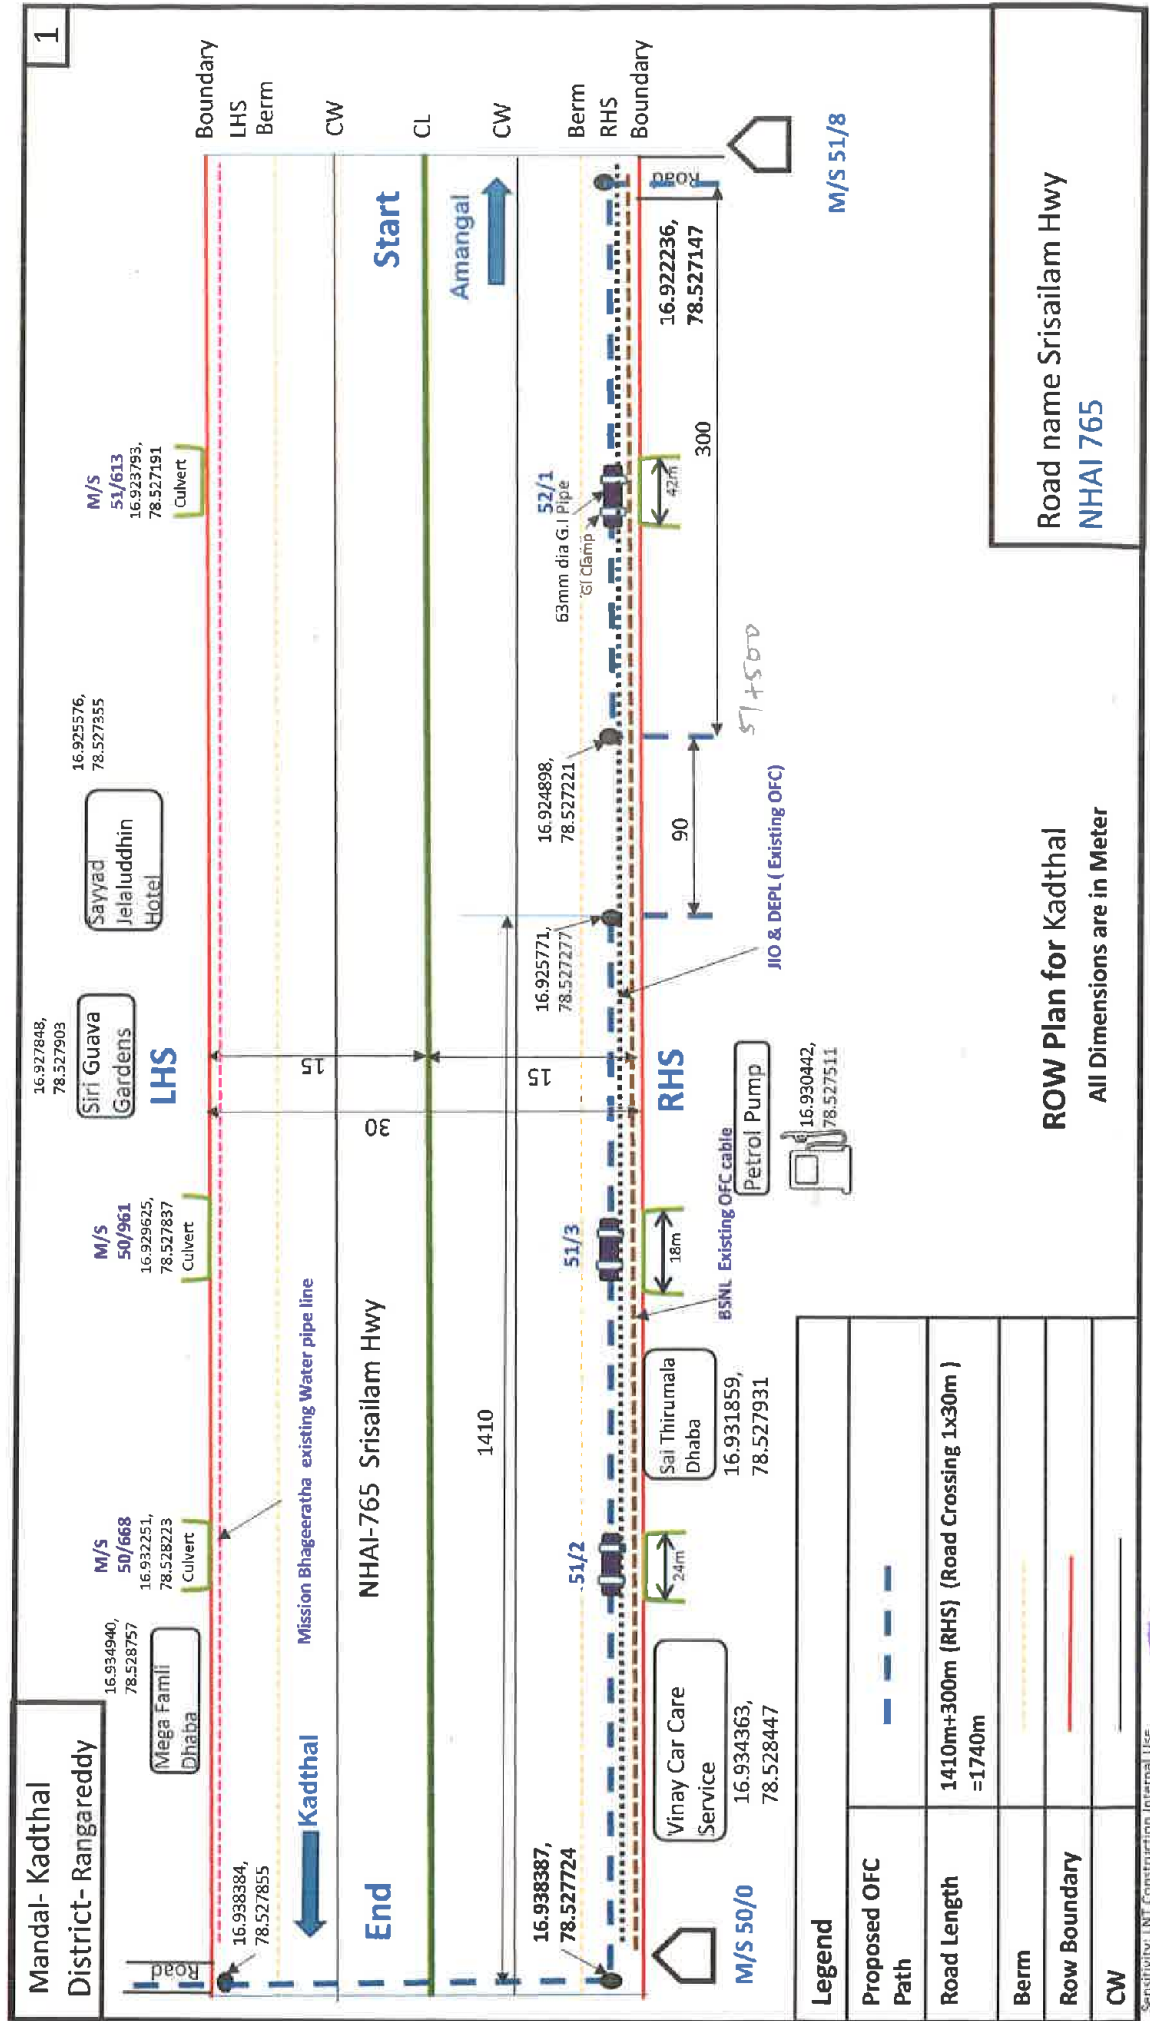 1
Mandal- Kadthal
District- Rangareddy
16.934940,
78.528757
Mega Famli
Dhaba
M/S
50/668
16.932251,
78.528223
Culvert
M/S
50/961
16.929625,
78.527837
Culvert
16.927848,
78.527903
Siri Guava
Gardens
LHS
16.925576,
78.527355
Sayyad
Jelaluddhin
Hotel
M/S
51/613
16.923793,
78.527191
Culvert
Boundary
LHS
Berm
CW
CL
CW
Berm
RHS
Boundary
Road
16.938384,
78.527855
Kadthal
End
Mission Bhageeratha existing Water pipe line
NHAI-765 Srisailam Hwy
15
15
30
Start
Amangal
1410
16.938387,
78.527724
51/2
51/3
16.925771,
78.527277
16.924898,
78.527221
52/1
63mm dia G.I Pipe
GI Clamp
Road
M/S 50/0
Vinay Car Care
Service
16.934363,
78.528447
24m
Sai Thirumala
Dhaba
16.931859,
78.527931
18m
BSNL Existing OFC cable
Petrol Pump
16.930442,
78.527511
RHS
JIO & DEPL ( Existing OFC)
90
51+500
42m
300
16.922236,
78.527147
M/S 51/8
Legend
Proposed OFC
Path
Road Length
1410m+300m (RHS) (Road Crossing 1x30m )
=1740m
Berm
Row Boundary
CW
ROW Plan for Kadthal
All Dimensions are in Meter
Road name Srisailam Hwy
NHAI 765
Sensitivity: LNT Construction Internal Use